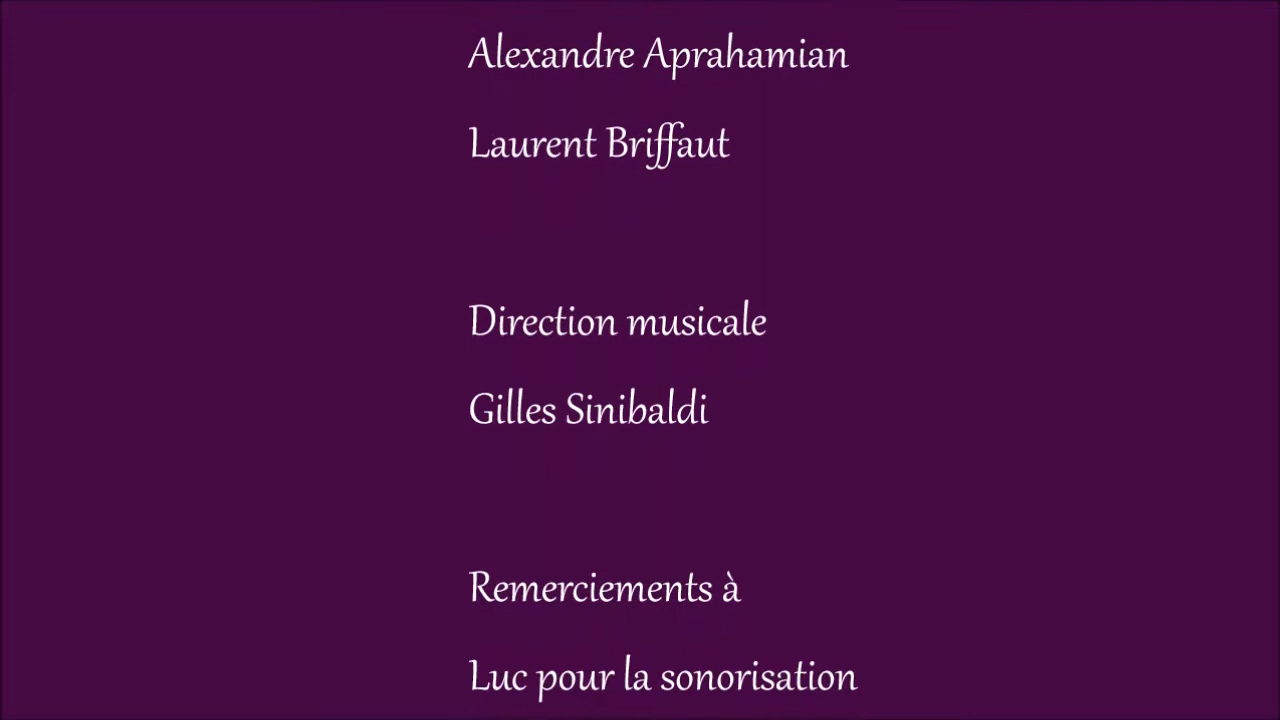 Alexandre Aprahamian
Laurent Briffaut
Direction musicale
Gilles Sinibaldi
Remerciements à
Luc pour la sonorisation